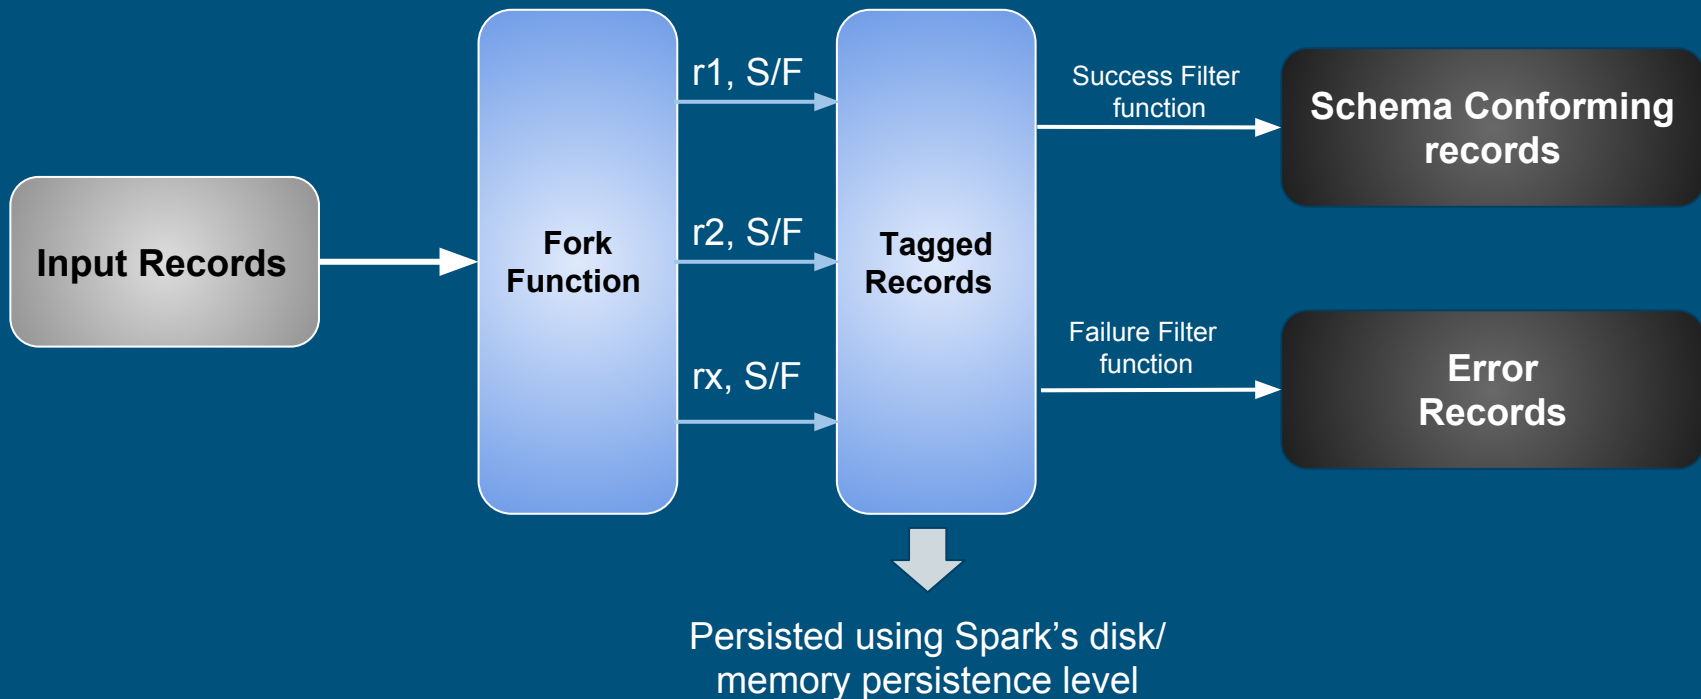 Input Records
Fork
Function
r1, S/F
r2, S/F
rx, S/F
Tagged
Records
Success Filter
function
Schema Conforming
records
Failure Filter
function
Error
Records
Persisted using Spark’s disk/
memory persistence level